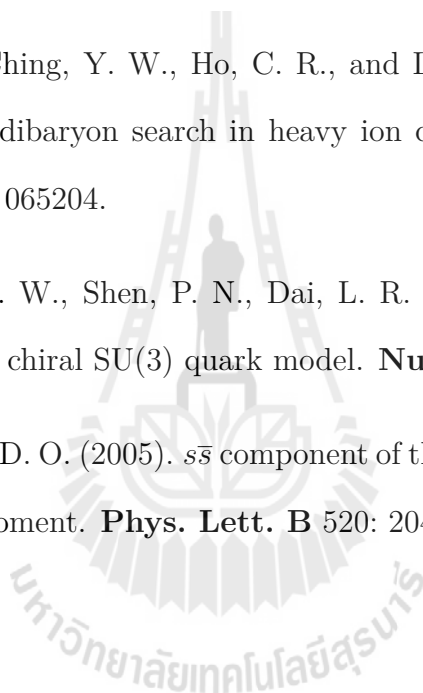 Ching, Y. W., Ho, C. R., and
dibaryon search in heavy ion
065204.
W., Shen, P. N., Dai, L. R.
chiral SU(3) quark model. Nu
D. O. (2005). ss̅ component of th
oment. Phys. Lett. B 520: 204
มหาวิทยาลัยเทคโนโลยีสุรนารี